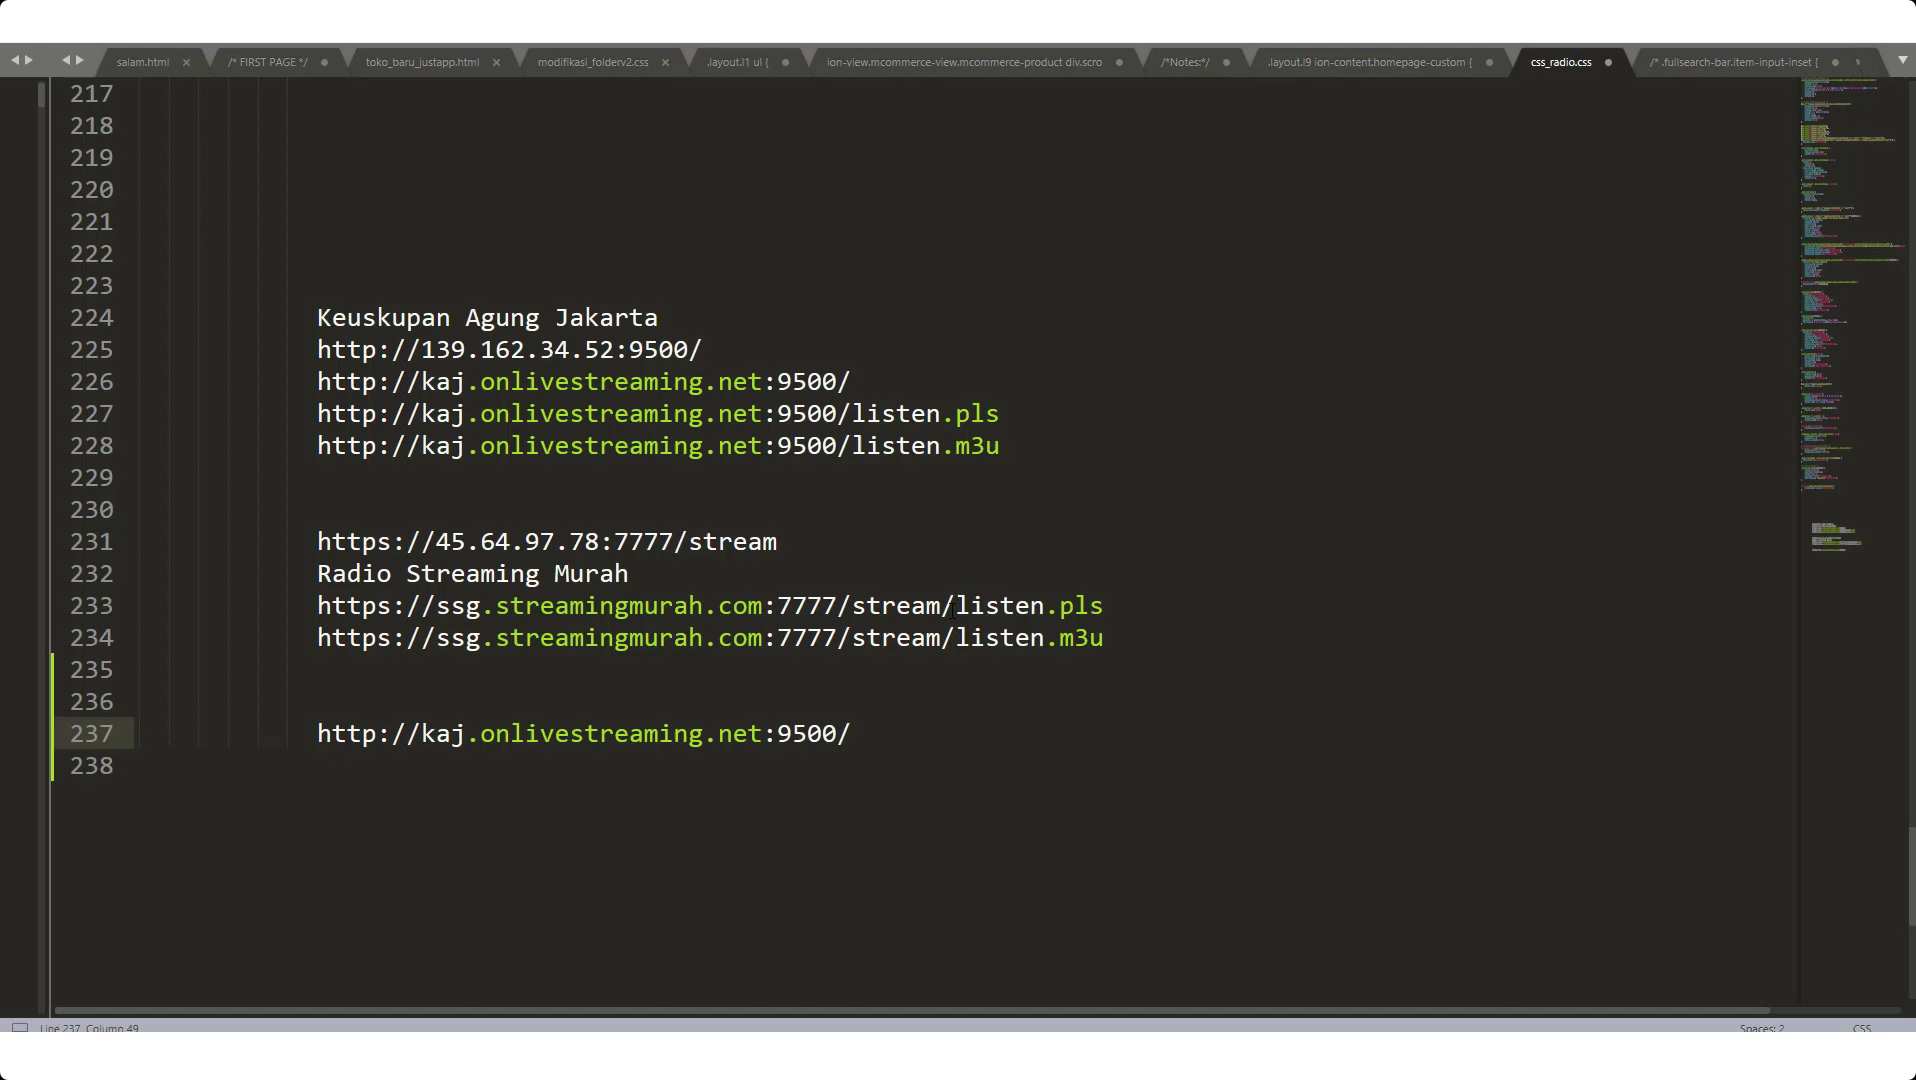 salam.html
/* FIRST PAGE */
toko_baru_justapp.html
modifikasi_folderv2.css
.layout.l1 ul {
ion-view.mcommerce-view.mcommerce-product div.scro
/*Notes:*/
.layout.l9 ion-content.homepage-custom {
css_radio.css
/* .fullsearch-bar.item-input-inset {
217
218
219
220
221
222
223
224 Keuskupan Agung Jakarta
225 http://139.162.34.52:9500/
226 http://kaj.onlivestreaming.net:9500/
227 http://kaj.onlivestreaming.net:9500/listen.pls
228 http://kaj.onlivestreaming.net:9500/listen.m3u
229
230
231 https://45.64.97.78:7777/stream
232 Radio Streaming Murah
233 https://ssg.streamingmurah.com:7777/stream/listen.pls
234 https://ssg.streamingmurah.com:7777/stream/listen.m3u
235
236
237 http://kaj.onlivestreaming.net:9500/
238
Line 237, Column 49
Spaces: 2
CSS